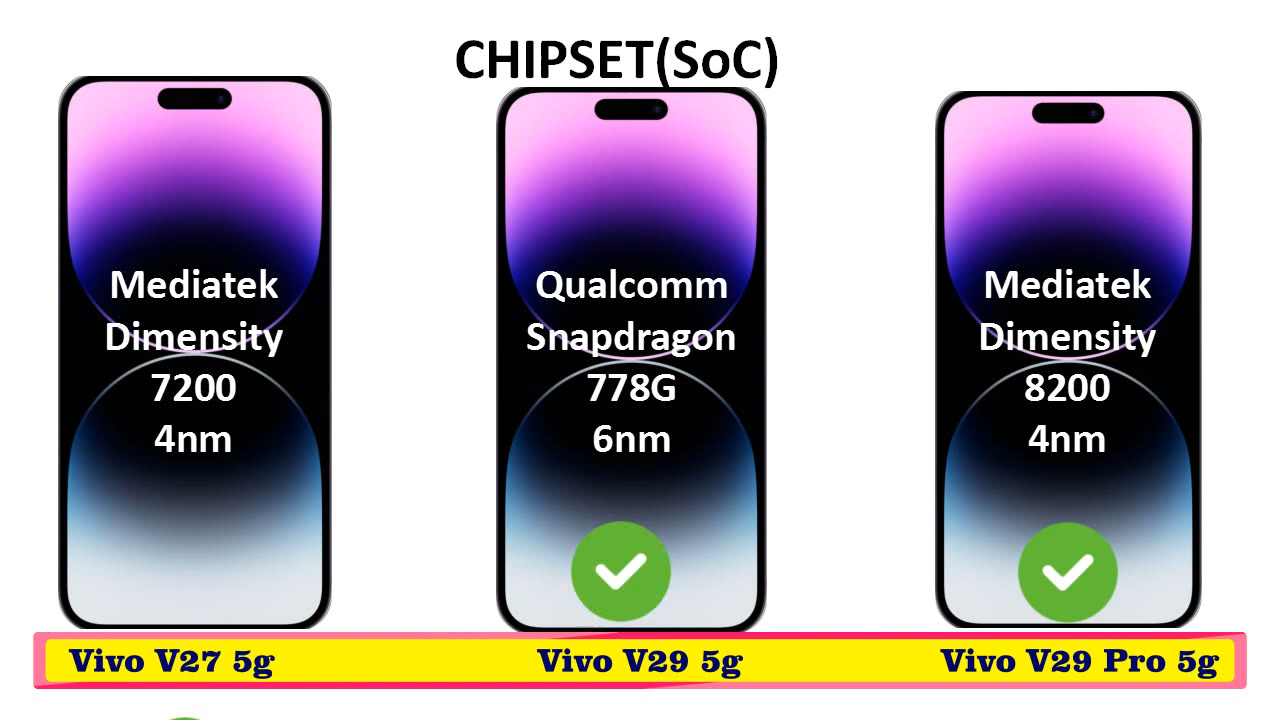 CHIPSET(SoC)
Mediatek
Dimensity
7200
4nm
Qualcomm
Snapdragon
778G
6nm
Mediatek
Dimensity
8200
4nm
Vivo V27 5g
Vivo V29 5g
Vivo V29 Pro 5g